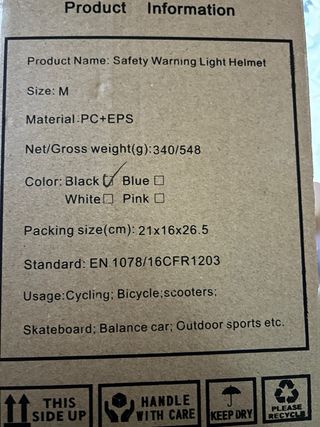 Product Information
Product Name: Safety Warning Light Helmet
Size: M
Material:PC+EPS
Net/Gross weight(g):340/548
Color: Black ☑ Blue ☐
White☐ Pink ☐
Packing size(cm): 21x16x26.5
Standard: EN 1078/16CFR1203
Usage:Cycling; Bicycle;scooters;
Skateboard; Balance car; Outdoor sports etc.
THIS SIDE UP
HANDLE WITH CARE
KEEP DRY
PLEASE RECYCLE